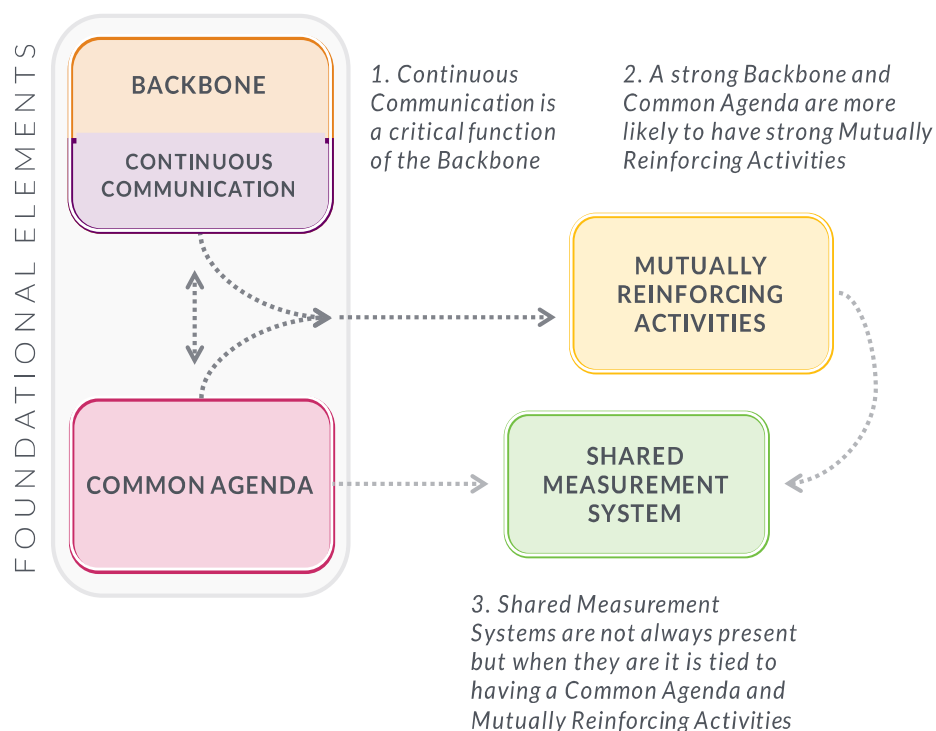 FOUNDATIONAL ELEMENTS
BACKBONE
CONTINUOUS
COMMUNICATION
1. Continuous
Communication is
a critical function
of the Backbone
2. A strong Backbone and
Common Agenda are more
likely to have strong Mutually
Reinforcing Activities
MUTUALLY
REINFORCING
ACTIVITIES
COMMON AGENDA
SHARED
MEASUREMENT
SYSTEM
3. Shared Measurement
Systems are not always present
but when they are it is tied to
having a Common Agenda and
Mutually Reinforcing Activities